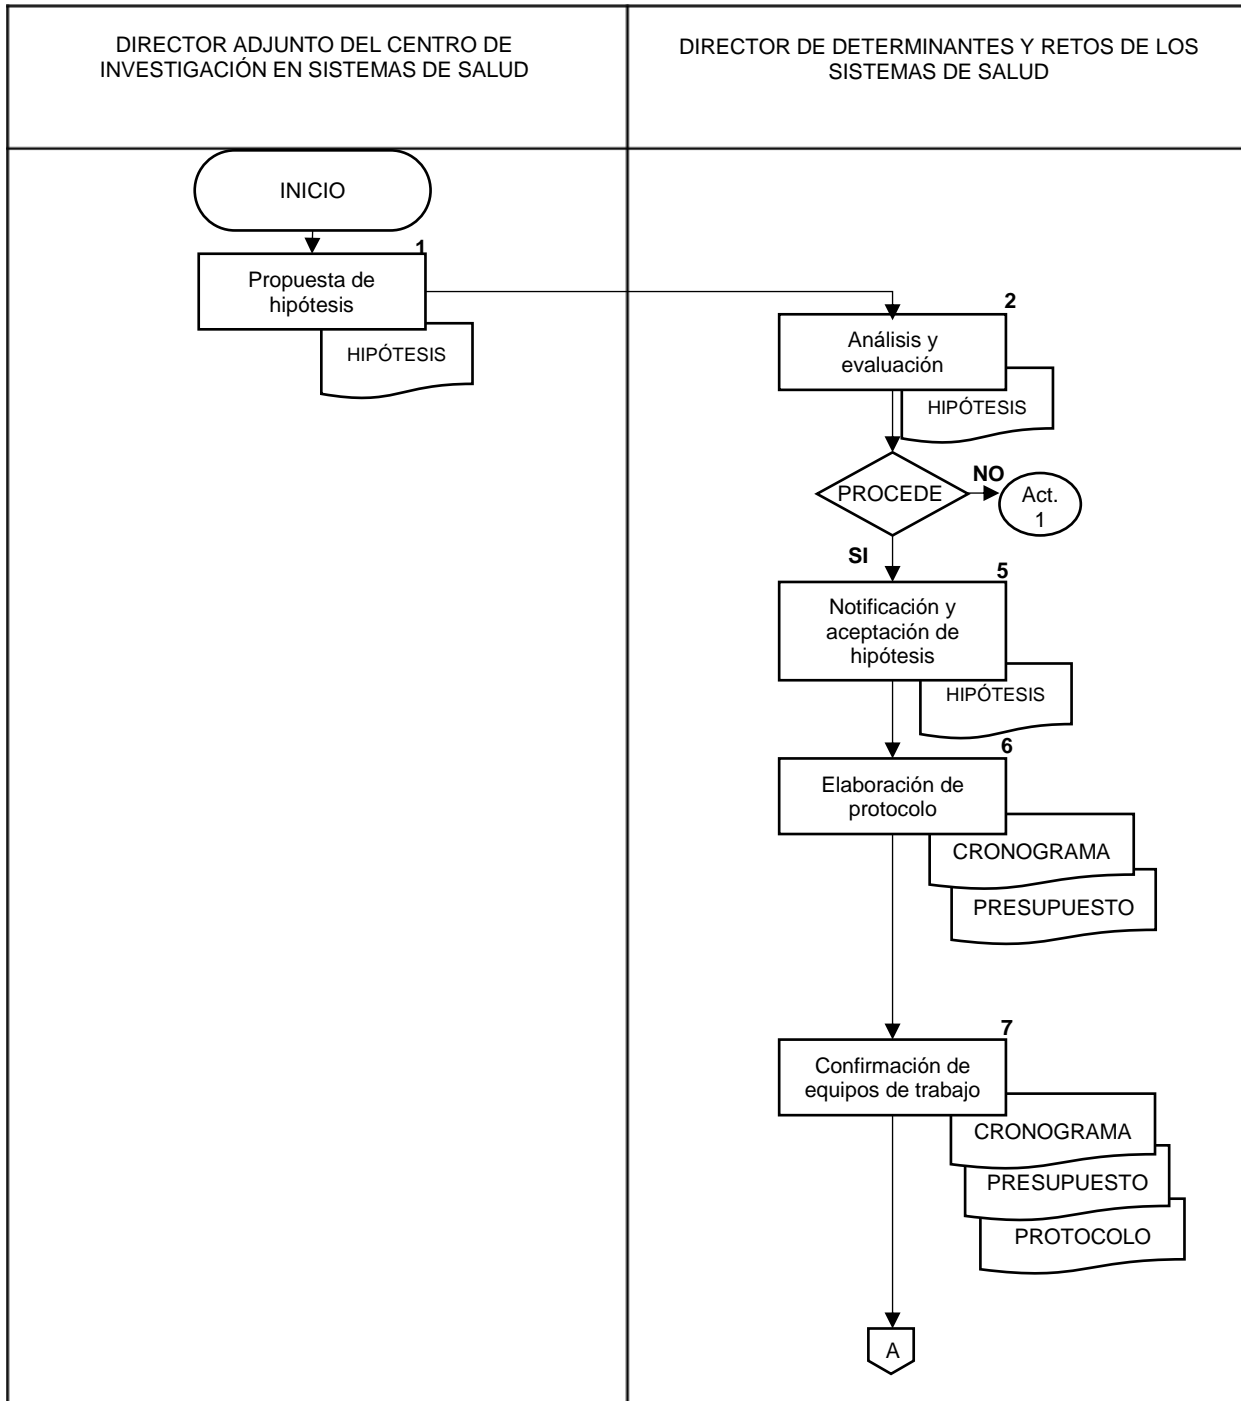 DIRECTOR ADJUNTO DEL CENTRO DE
INVESTIGACIÓN EN SISTEMAS DE SALUD
DIRECTOR DE DETERMINANTES Y RETOS DE LOS
SISTEMAS DE SALUD
INICIO
1
Propuesta de
hipótesis
HIPÓTESIS
2
Análisis y
evaluación
HIPÓTESIS
PROCEDE
NO
Act.
1
SI
5
Notificación y
aceptación de
hipótesis
HIPÓTESIS
6
Elaboración de
protocolo
CRONOGRAMA
PRESUPUESTO
7
Confirmación de
equipos de trabajo
CRONOGRAMA
PRESUPUESTO
PROTOCOLO
A